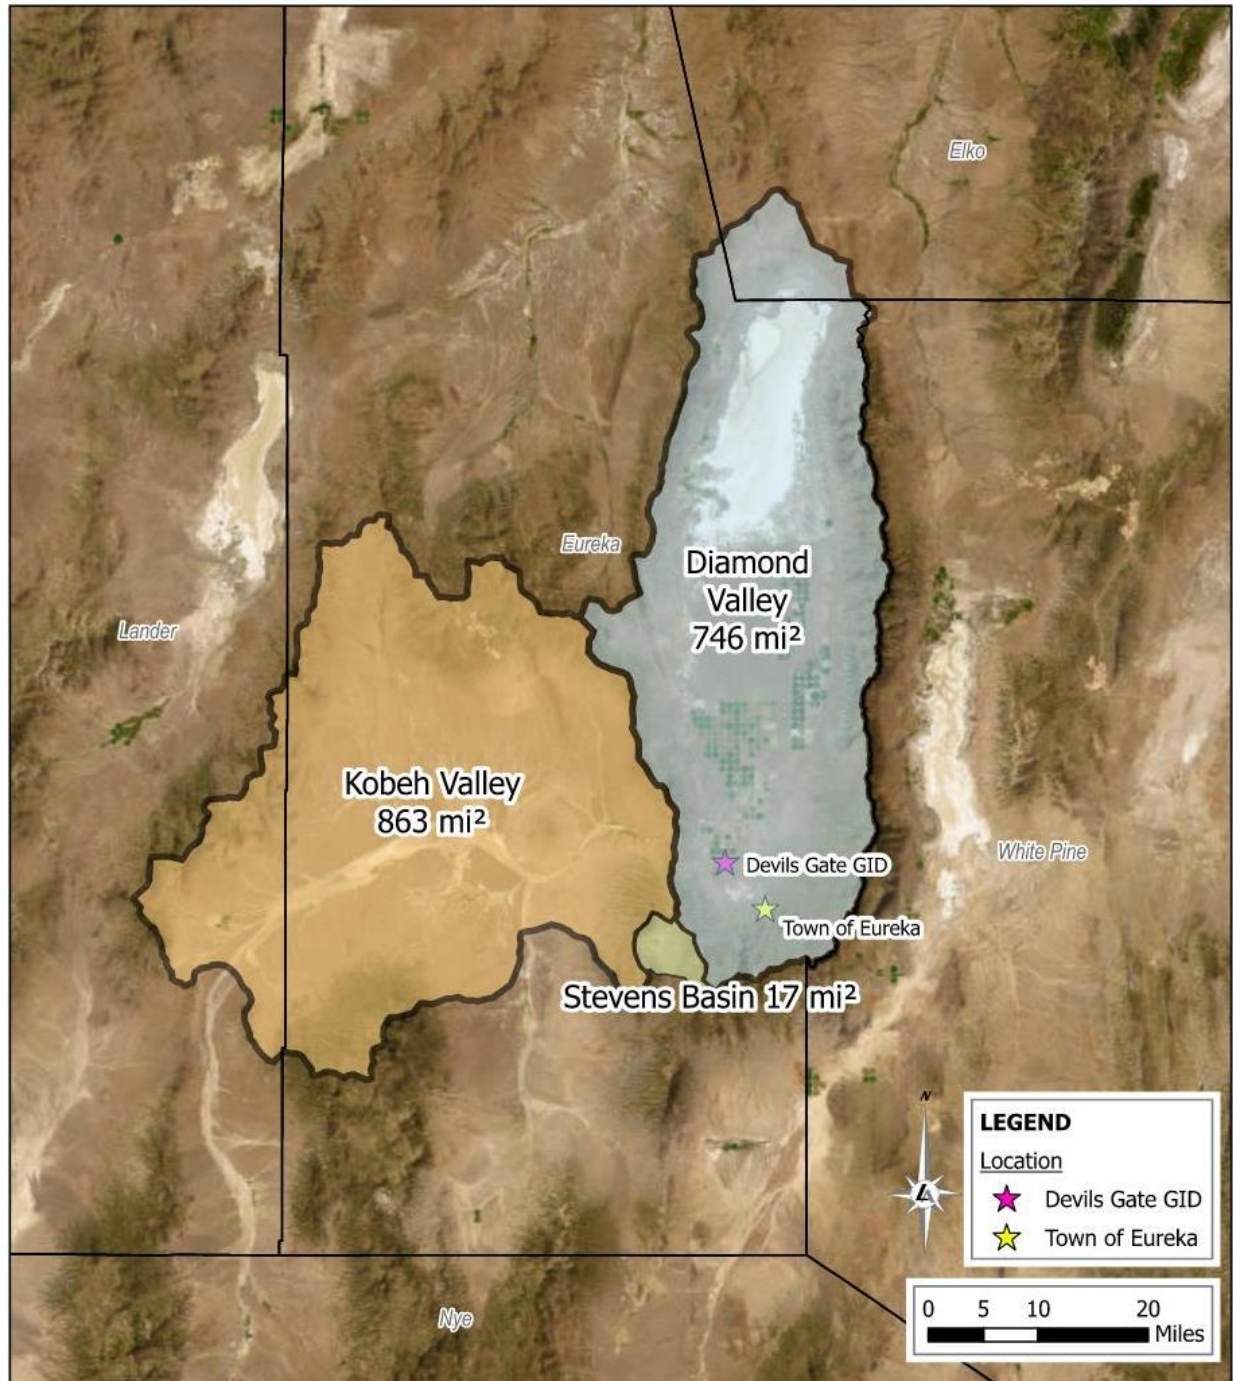 Elko
Eureka
Diamond
Valley
746 mi²
Lander
Kobeh Valley
863 mi²
White Pine
Devils Gate GID
Town of Eureka
Stevens Basin 17 mi²
N
LEGEND
Location
Devils Gate GID
Town of Eureka
0 5 10 20
Miles
Nye